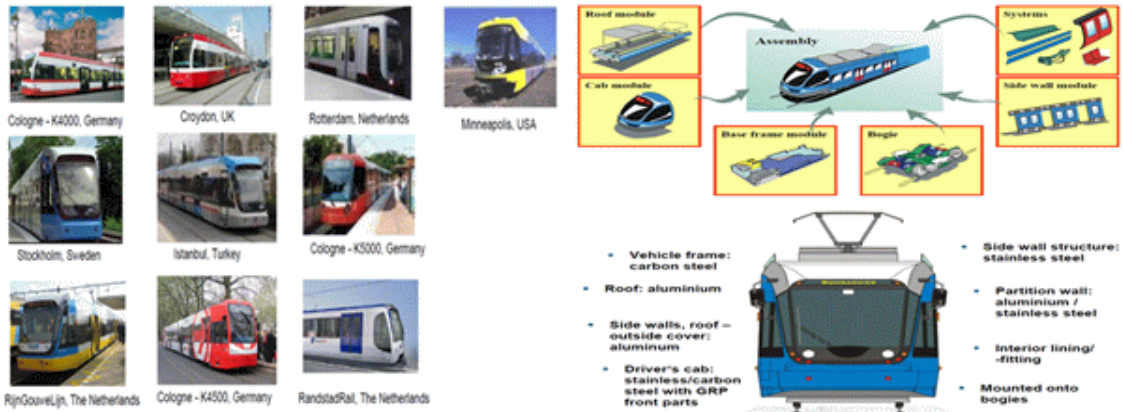 Cologne - K4000, Germany
Croydon, UK
Rotterdam, Netherlands
Minneapolis, USA
Stockholm, Sweden
Istanbul, Turkey
Cologne - K5000, Germany
RijnGouweLijn, The Netherlands
Cologne - K4500, Germany
RandstadRail, The Netherlands
Roof module
Assembly
Systems
Cab module
Side wall module
Base frame module
Bogie
• Vehicle frame:
carbon steel
• Roof: aluminium
• Side walls, roof –
outside cover:
aluminum
• Driver's cab:
stainless/carbon
steel with GRP
front parts
• Side wall structure:
stainless steel
• Partition wall:
aluminium /
stainless steel
• Interior lining/
-fitting
• Mounted onto
bogies